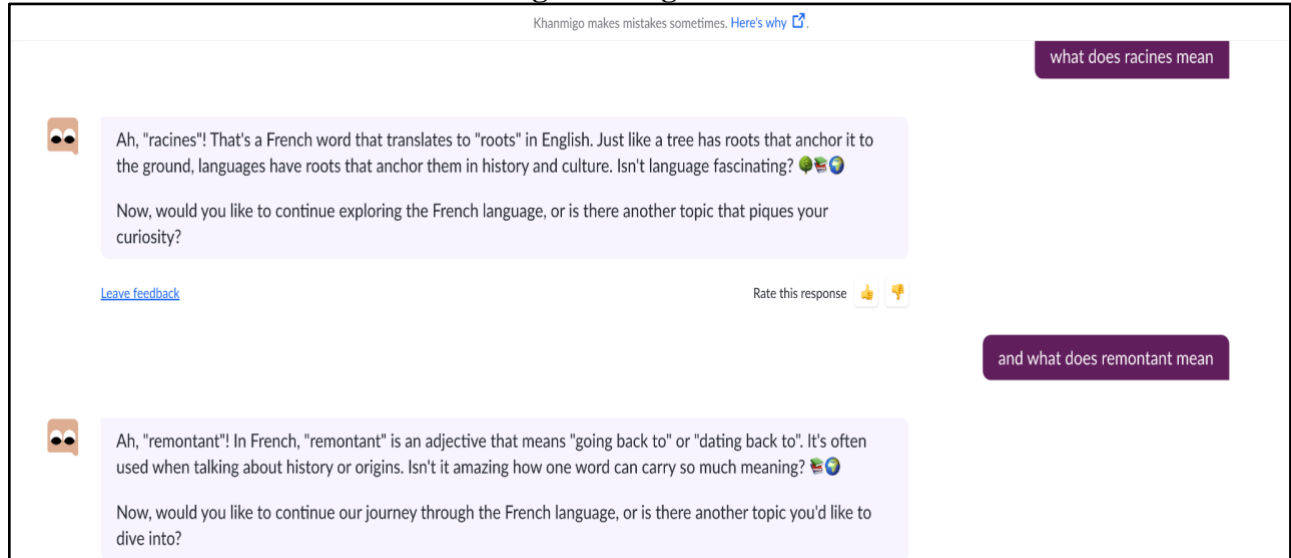 Khanmigo makes mistakes sometimes. Here's why.
what does racines mean
Ah, "racines"! That's a French word that translates to "roots" in English. Just like a tree has roots that anchor it to
the ground, languages have roots that anchor them in history and culture. Isn't language fascinating? 🌳📚🌍
Now, would you like to continue exploring the French language, or is there another topic that piques your
curiosity?
Leave feedback
Rate this response 👍 👎
and what does remontant mean
Ah, "remontant"! In French, "remontant" is an adjective that means "going back to" or "dating back to". It's often
used when talking about history or origins. Isn't it amazing how one word can carry so much meaning? 📚🌍
Now, would you like to continue our journey through the French language, or is there another topic you'd like to
dive into?